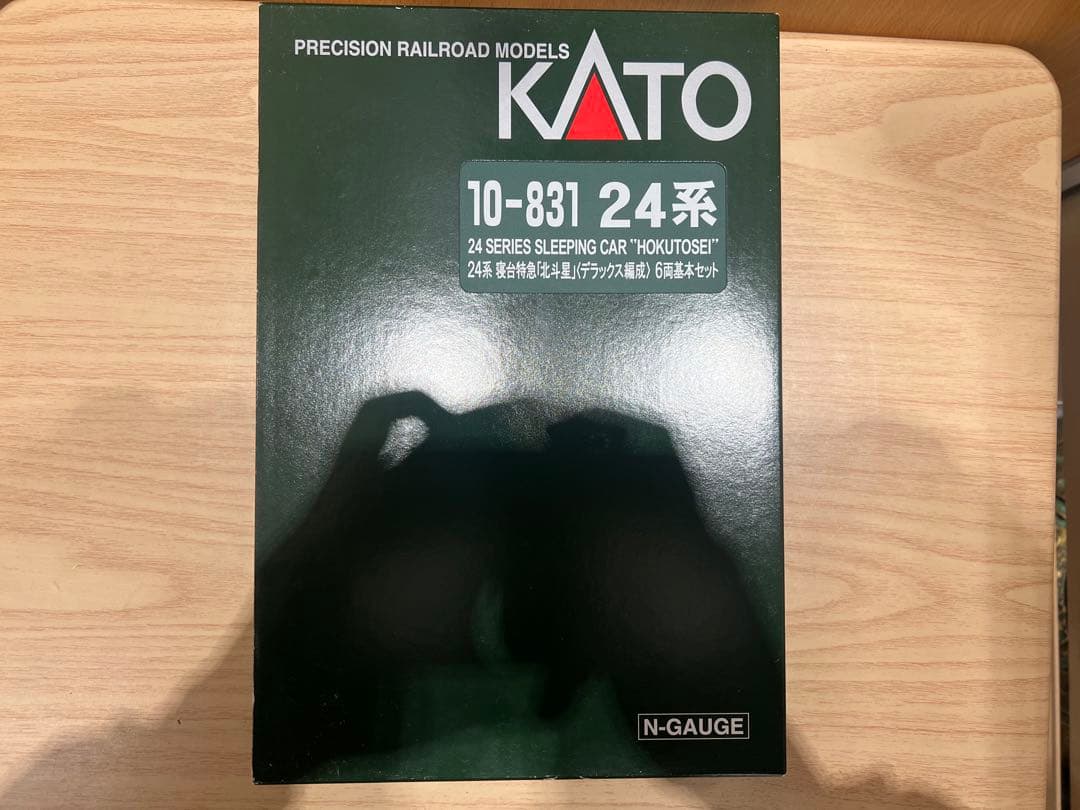 PRECISION RAILROAD MODELS
KATO
10-831 24系
24 SERIES SLEEPING CAR "HOKUTOSEI"
24系 寝台特急「北斗星」〈デラックス編成〉 6両基本セット
N-GAUGE